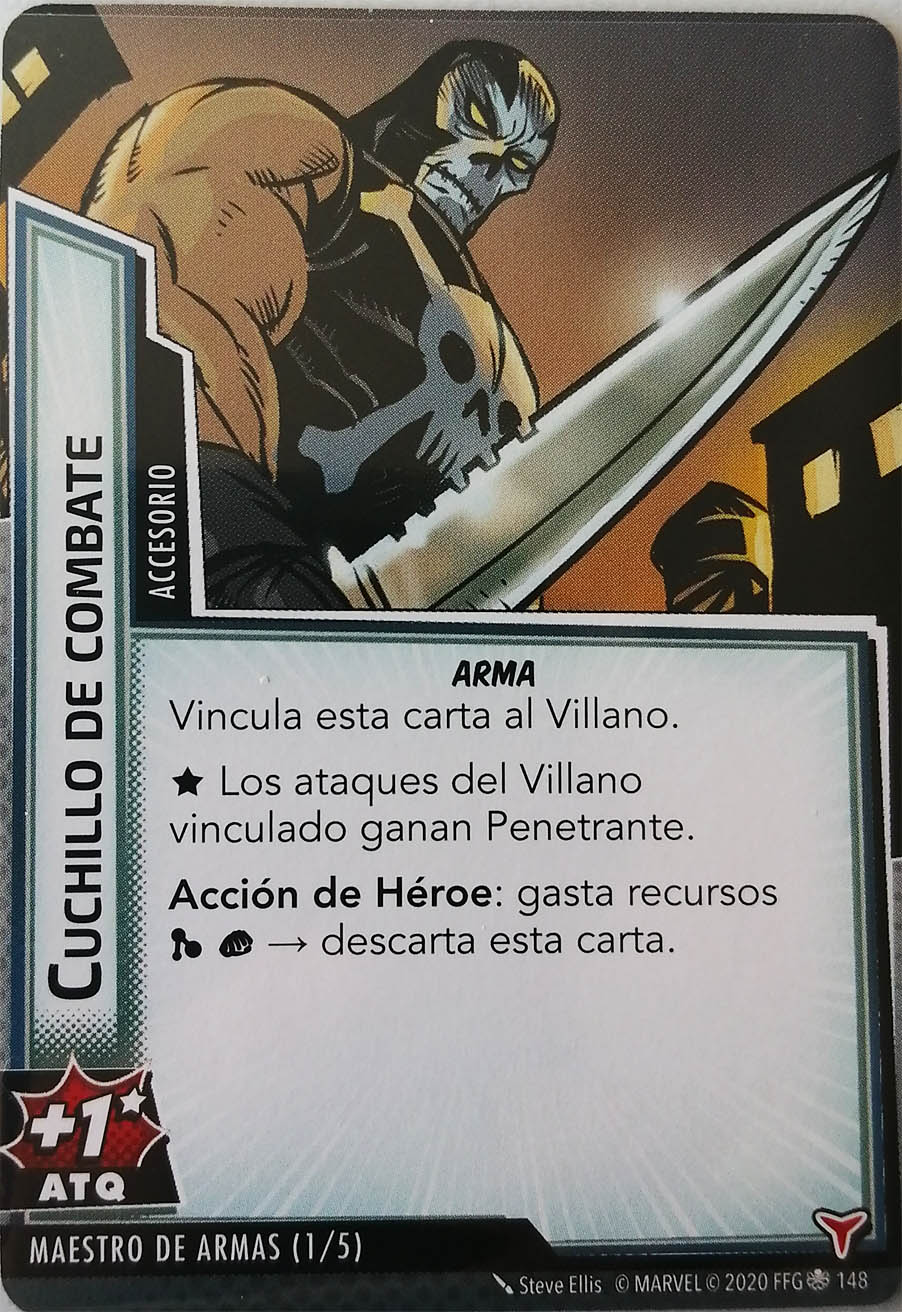 CUCHILLO DE COMBATE
ACCESORIO
ARMA
Vincula esta carta al Villano.
★ Los ataques del Villano
vinculado ganan Penetrante.
Acción de Héroe: gasta recursos
→ descarta esta carta.
+1★
ATQ
MAESTRO DE ARMAS (1/5)
Steve Ellis © MARVEL © 2020 FFG 148